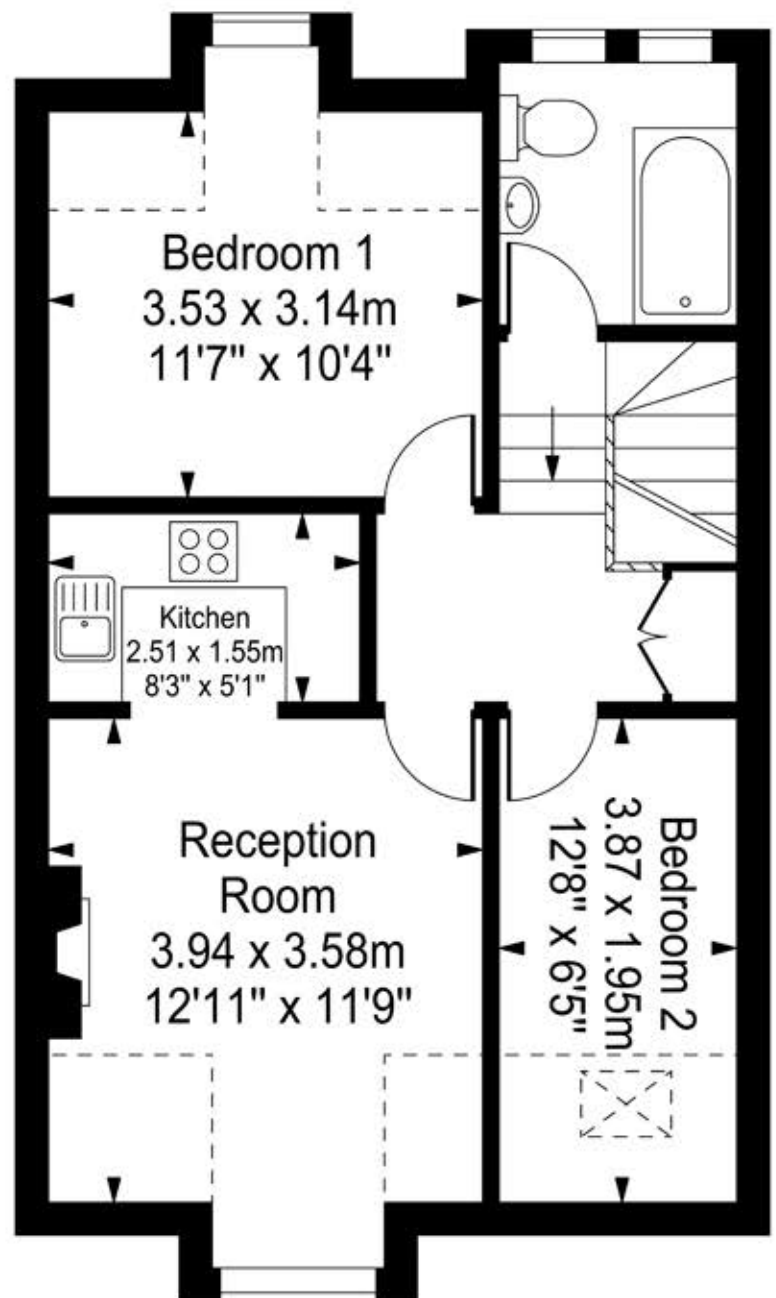 Bedroom 1
3.53 x 3.14m
11'7" x 10'4"
Kitchen
2.51 x 1.55m
8'3" x 5'1"
Reception
Room
3.94 x 3.58m
12'11" x 11'9"
Bedroom 2
3.87 x 1.95m
12'8" x 6'5"